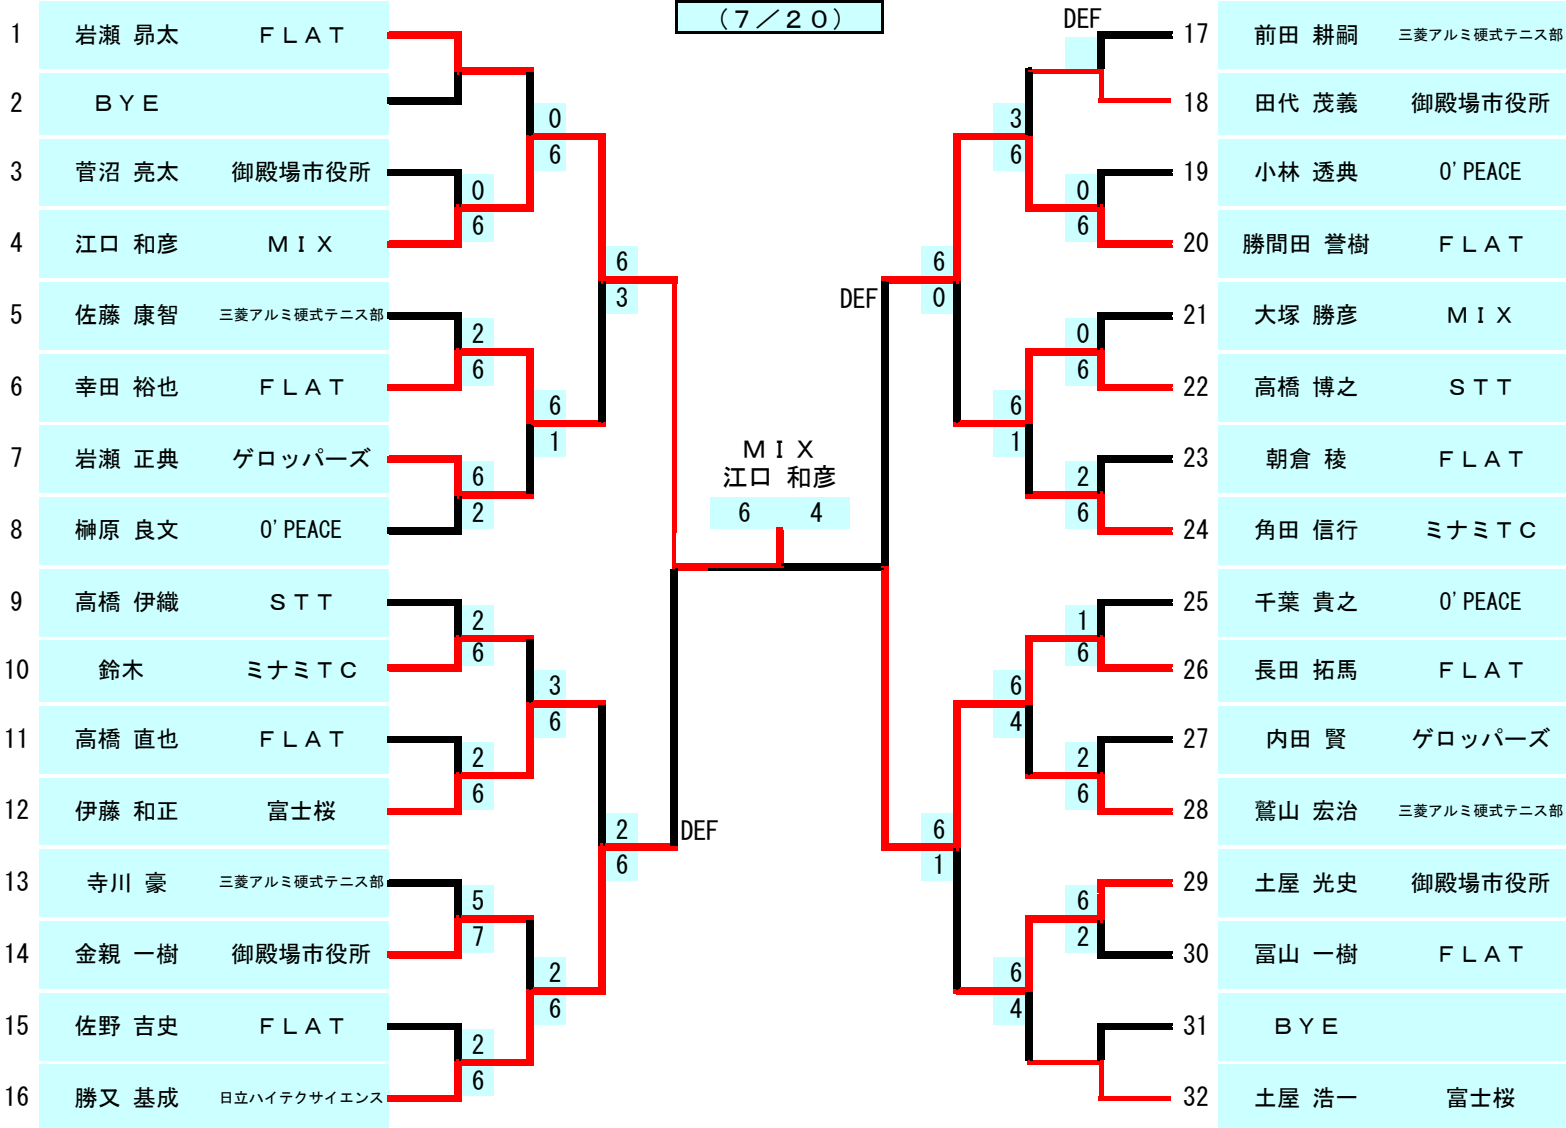 (７／２０)
1 岩瀬 昴太 ＦＬＡＴ
2 ＢＹＥ
0
6
3 菅沼 亮太 御殿場市役所
0
6
4 江口 和彦 ＭＩＸ
6
3
5 佐藤 康智 三菱アルミ硬式テニス部
2
6
6 幸田 裕也 ＦＬＡＴ
6
1
7 岩瀬 正典 ゲロッパーズ
6
2
8 榊原 良文 O'PEACE
9 高橋 伊織 ＳＴＴ
2
6
10 鈴木 ミナミＴＣ
3
6
11 高橋 直也 ＦＬＡＴ
2
6
12 伊藤 和正 富士桜
2
6
DEF
13 寺川 豪 三菱アルミ硬式テニス部
5
7
14 金親 一樹 御殿場市役所
2
6
15 佐野 吉史 ＦＬＡＴ
2
6
16 勝又 基成 日立ハイテクサイエンス
ＭＩＸ
江口 和彦
6 4
DEF
17 前田 耕嗣 三菱アルミ硬式テニス部
18 田代 茂義 御殿場市役所
3
6
19 小林 透典 O'PEACE
0
6
20 勝間田 誉樹 ＦＬＡＴ
6
0
DEF
21 大塚 勝彦 ＭＩＸ
0
6
22 高橋 博之 ＳＴＴ
6
1
23 朝倉 稜 ＦＬＡＴ
2
6
24 角田 信行 ミナミＴＣ
25 千葉 貴之 O'PEACE
1
6
26 長田 拓馬 ＦＬＡＴ
6
4
27 内田 賢 ゲロッパーズ
2
6
28 鷲山 宏治 三菱アルミ硬式テニス部
6
1
29 土屋 光史 御殿場市役所
6
2
30 冨山 一樹 ＦＬＡＴ
6
4
31 ＢＹＥ
32 土屋 浩一 富士桜